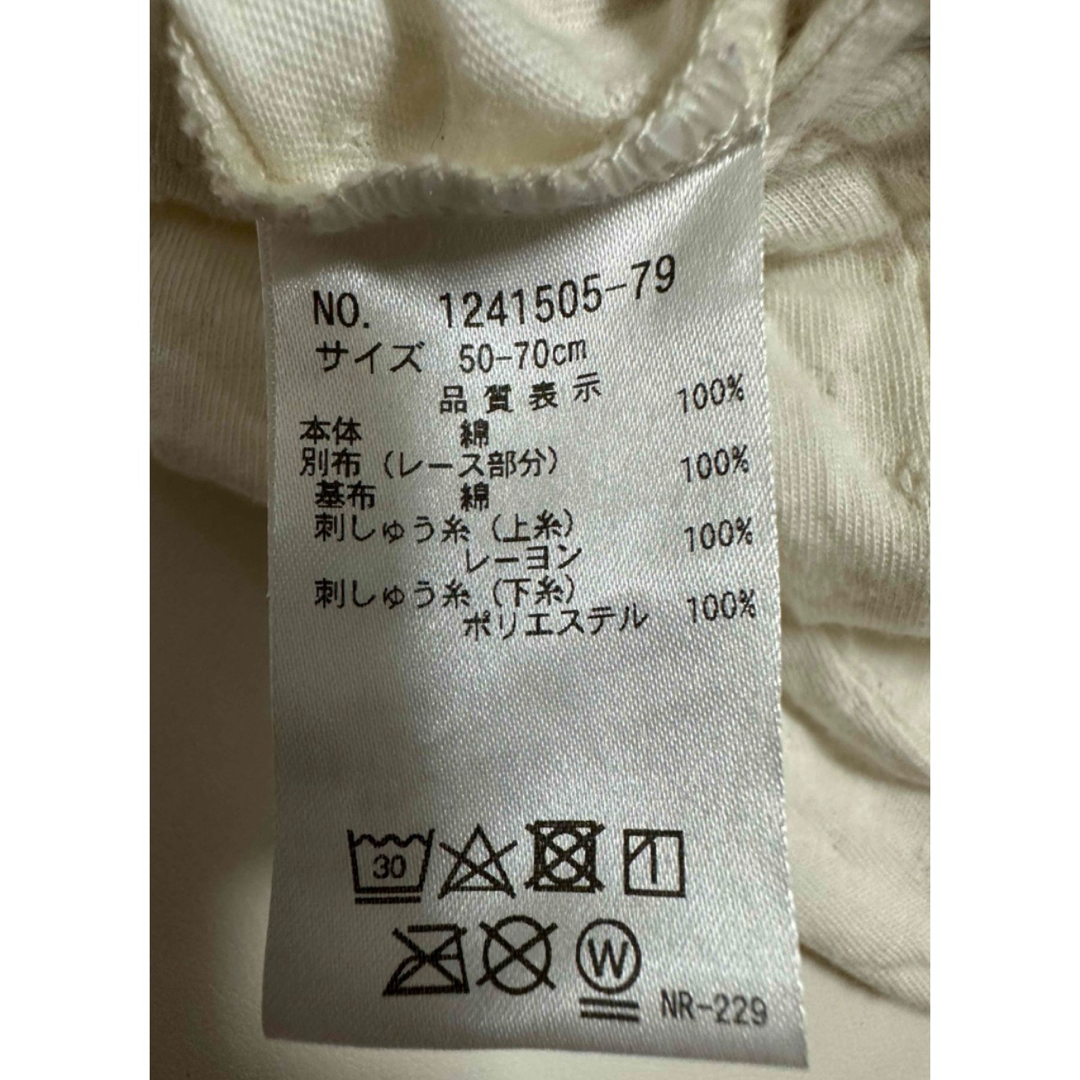 NO. 1241505-79
サイズ 50-70cm
品質表示
本体 綿 100%
別布(レース部分)
基布 綿 100%
刺しゅう糸(上糸)
レーヨン 100%
刺しゅう糸(下糸)
ポリエステル 100%
30
W
NR-229